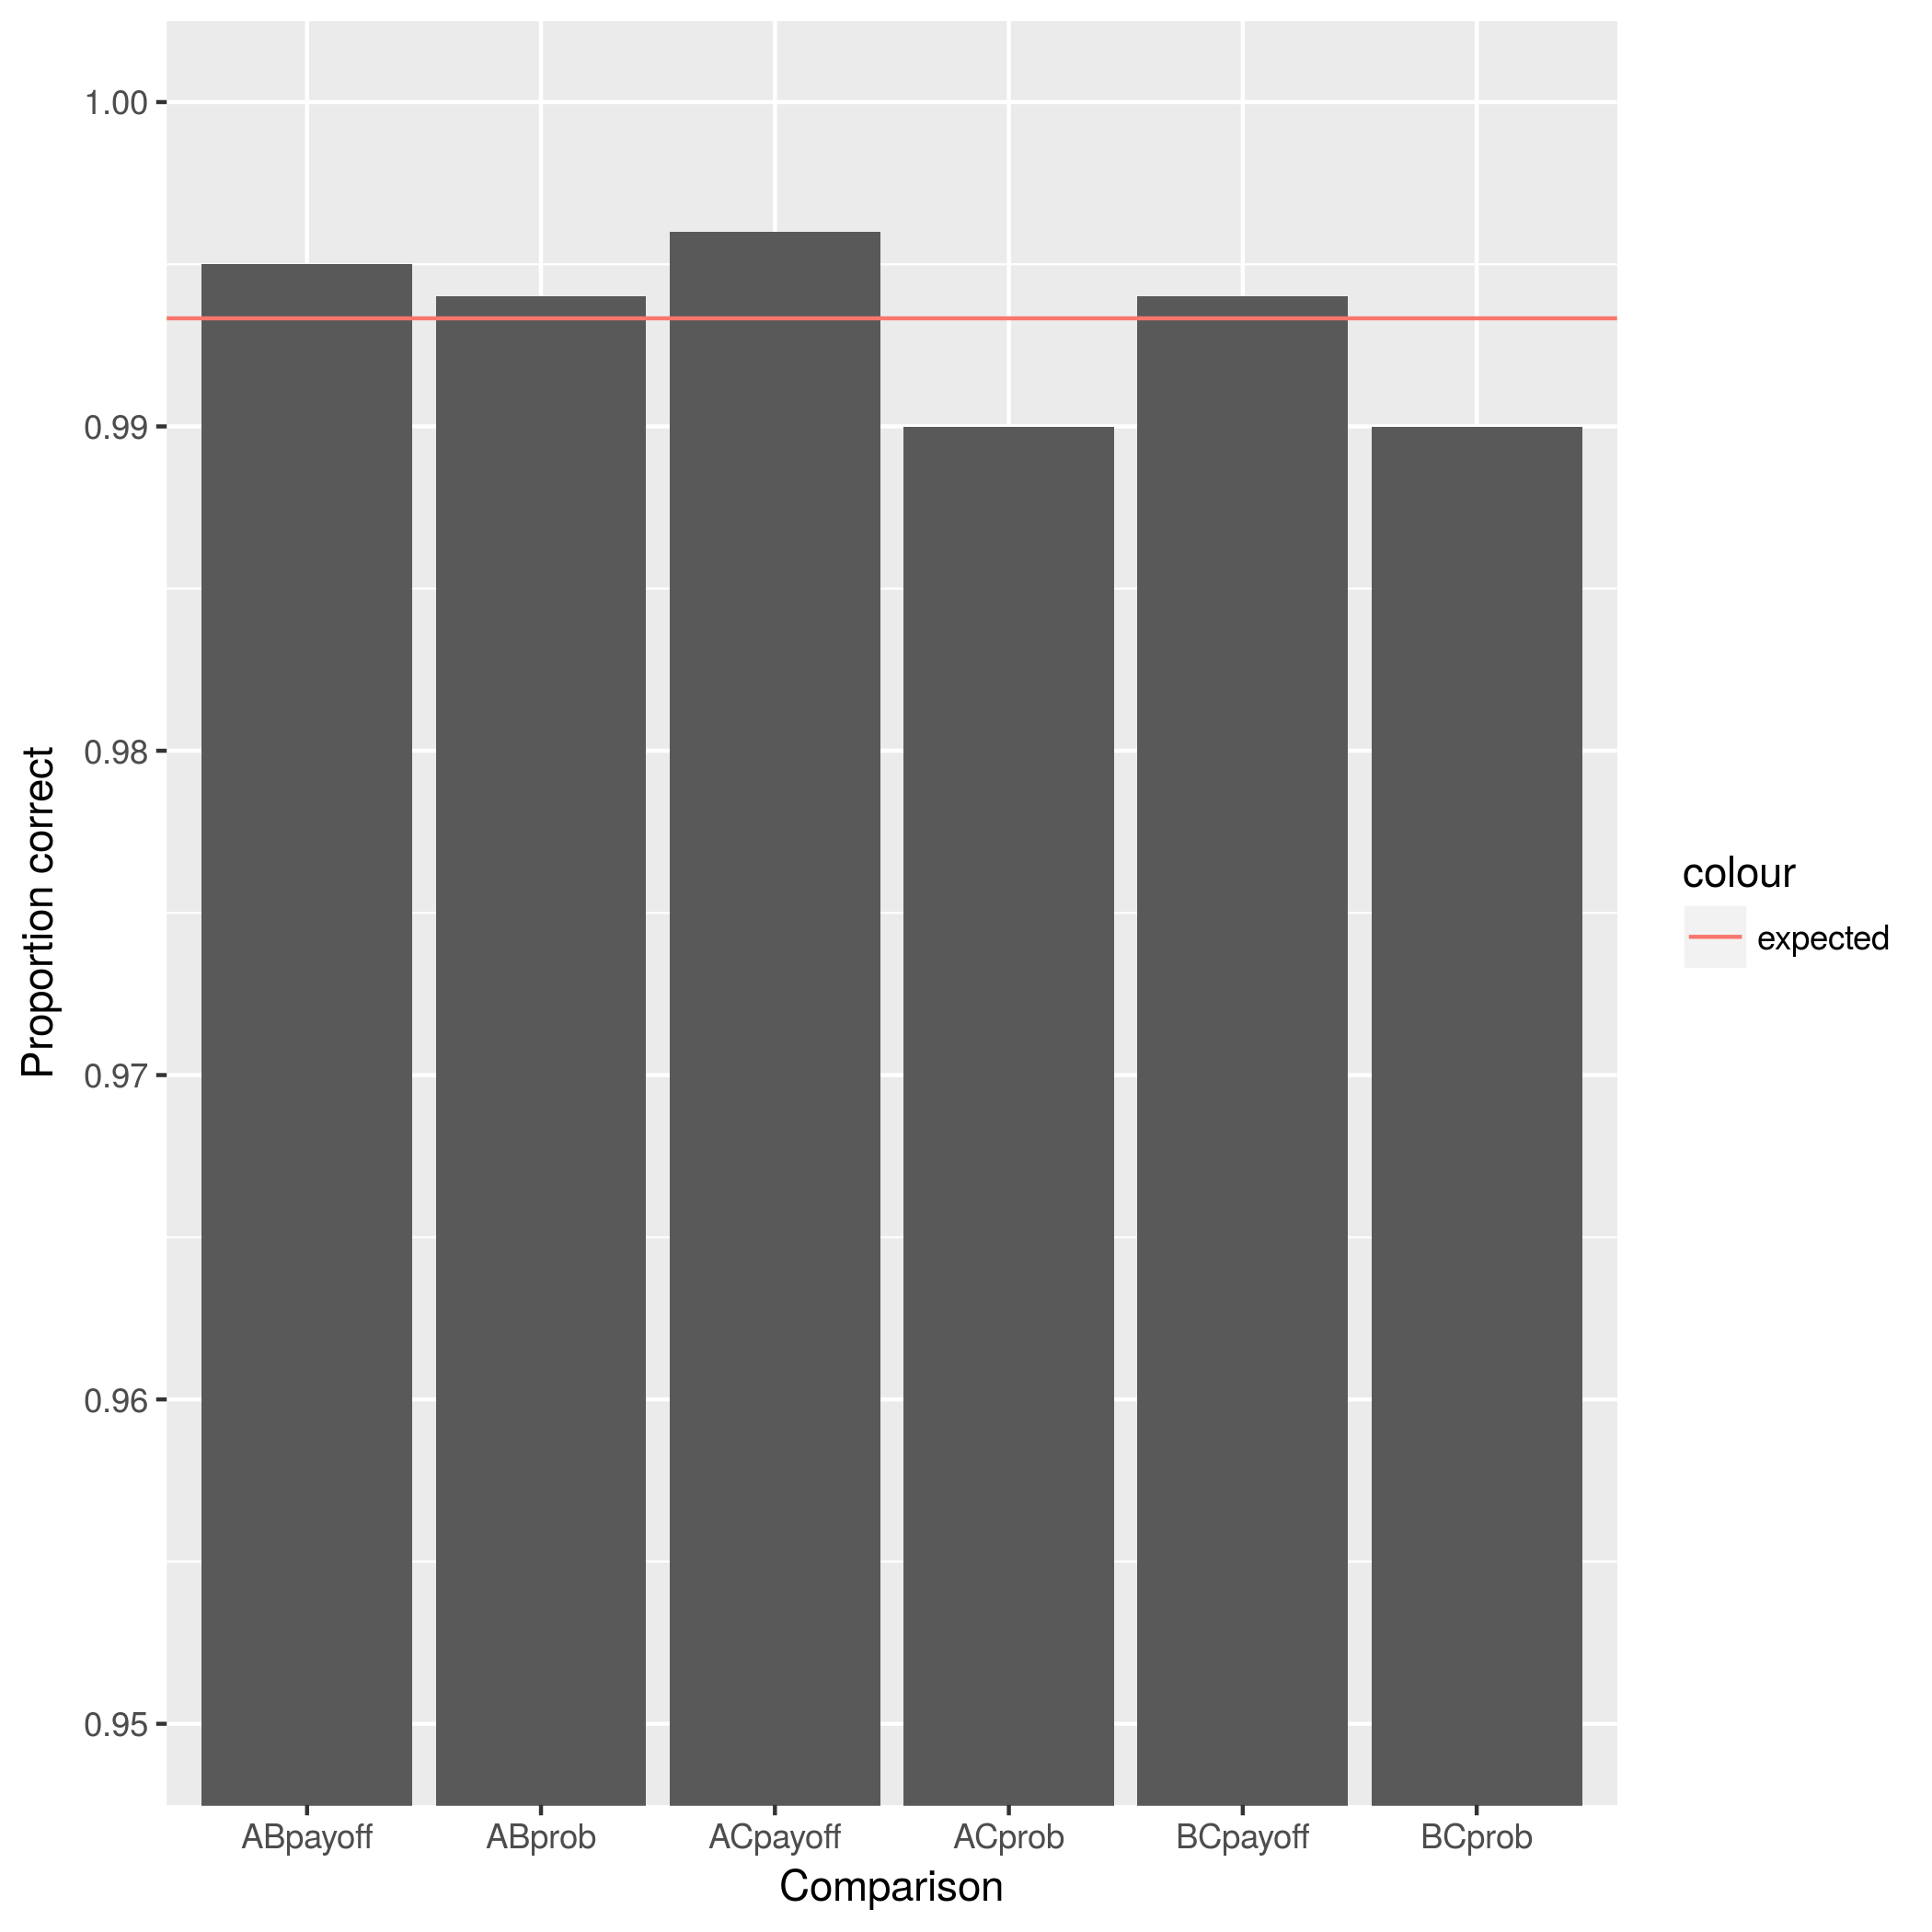 1.00
0.99
0.98
0.97
0.96
0.95
Proportion correct
ABpayoff
ABprob
ACpayoff
ACprob
BCpayoff
BCprob
Comparison
colour
expected